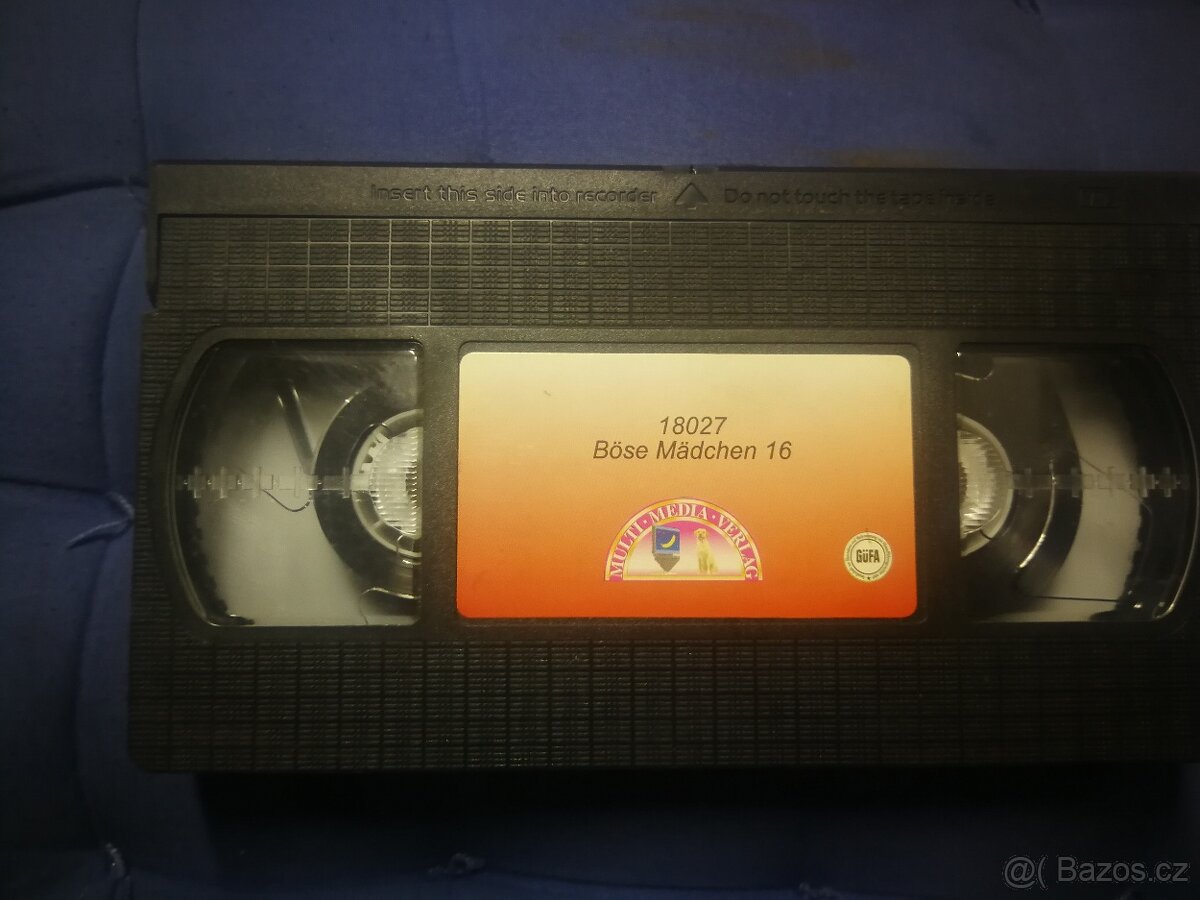 Insert this side into recorder
Do not touch the tape inside
18027
Böse Mädchen 16
MULTI · MEDIA · VERLAG
GÜFA
@( Bazos.cz